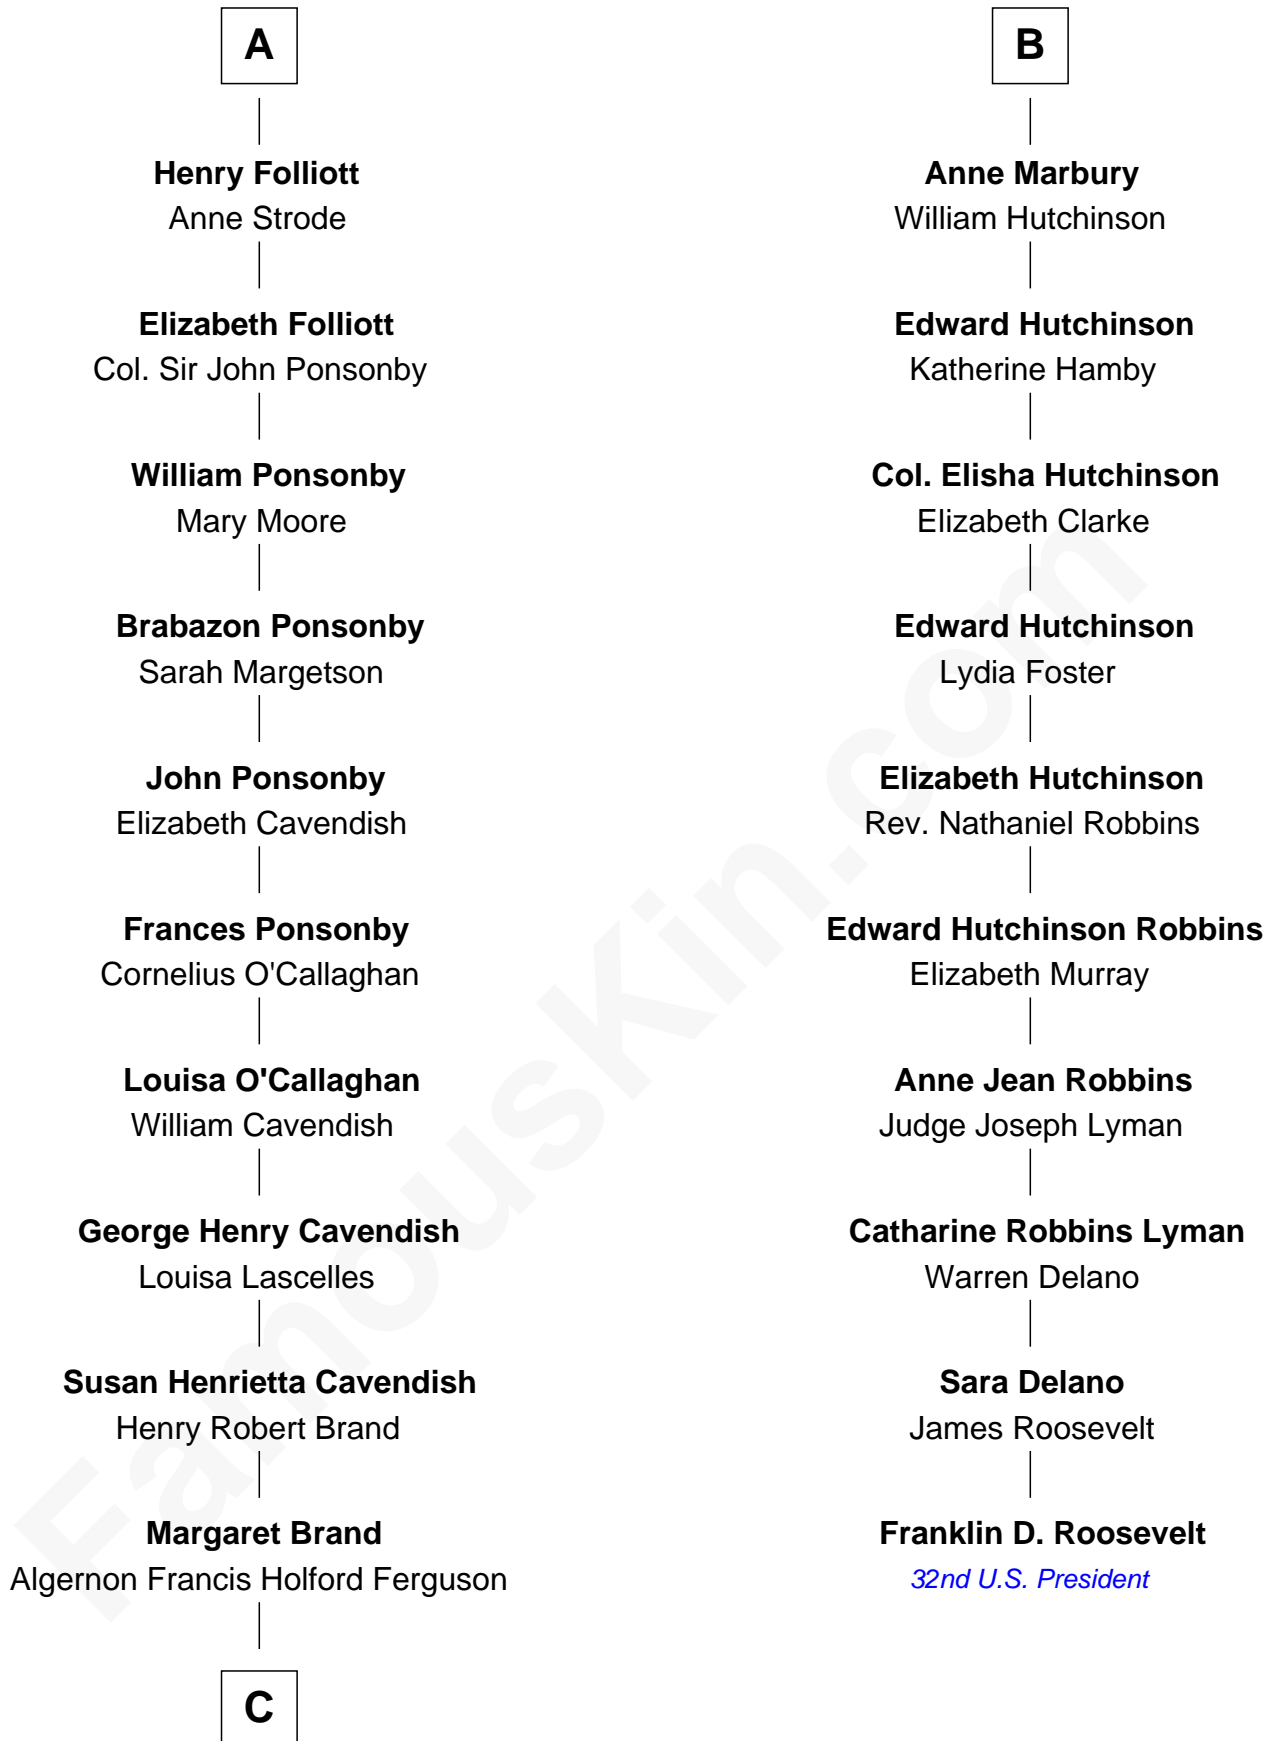 A
Henry Folliott
Anne Strode
Elizabeth Folliott
Col. Sir John Ponsonby
William Ponsonby
Mary Moore
Brabazon Ponsonby
Sarah Margetson
John Ponsonby
Elizabeth Cavendish
Frances Ponsonby
Cornelius O'Callaghan
Louisa O'Callaghan
William Cavendish
George Henry Cavendish
Louisa Lascelles
Susan Henrietta Cavendish
Henry Robert Brand
Margaret Brand
Algernon Francis Holford Ferguson
C
B
Anne Marbury
William Hutchinson
Edward Hutchinson
Katherine Hamby
Col. Elisha Hutchinson
Elizabeth Clarke
Edward Hutchinson
Lydia Foster
Elizabeth Hutchinson
Rev. Nathaniel Robbins
Edward Hutchinson Robbins
Elizabeth Murray
Anne Jean Robbins
Judge Joseph Lyman
Catharine Robbins Lyman
Warren Delano
Sara Delano
James Roosevelt
Franklin D. Roosevelt
32nd U.S. President
FamousKin.com